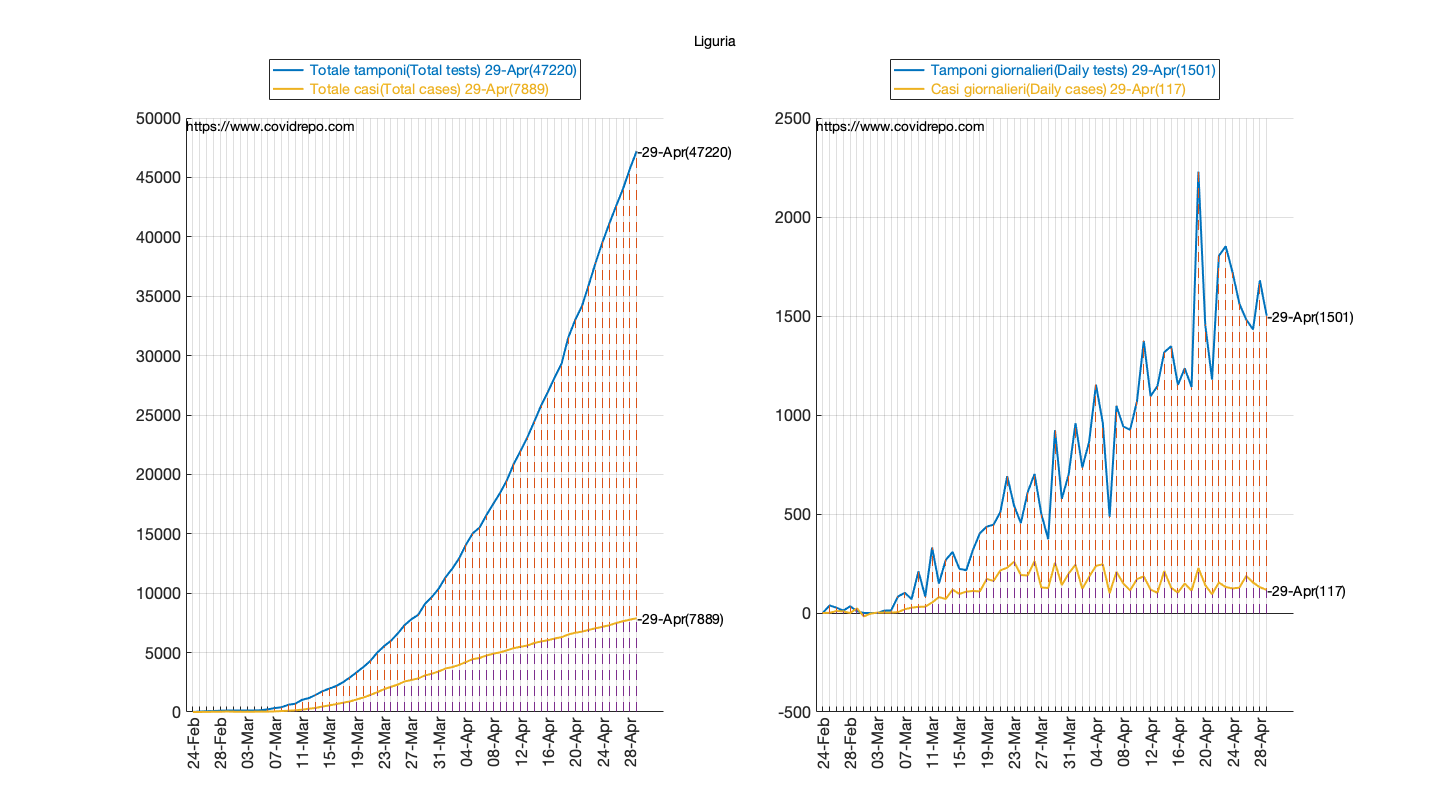 Liguria
Totale tamponi(Total tests) 29-Apr(47220)
Totale casi(Total cases) 29-Apr(7889)
https://www.covidrepo.com
50000
45000
40000
35000
30000
25000
20000
15000
10000
5000
0
-29-Apr(47220)
-29-Apr(7889)
24-Feb
28-Feb
03-Mar
07-Mar
11-Mar
15-Mar
19-Mar
23-Mar
27-Mar
31-Mar
04-Apr
08-Apr
12-Apr
16-Apr
20-Apr
24-Apr
28-Apr
Tamponi giornalieri(Daily tests) 29-Apr(1501)
Casi giornalieri(Daily cases) 29-Apr(117)
https://www.covidrepo.com
2500
2000
1500
1000
500
0
-500
-29-Apr(1501)
-29-Apr(117)
24-Feb
28-Feb
03-Mar
07-Mar
11-Mar
15-Mar
19-Mar
23-Mar
27-Mar
31-Mar
04-Apr
08-Apr
12-Apr
16-Apr
20-Apr
24-Apr
28-Apr